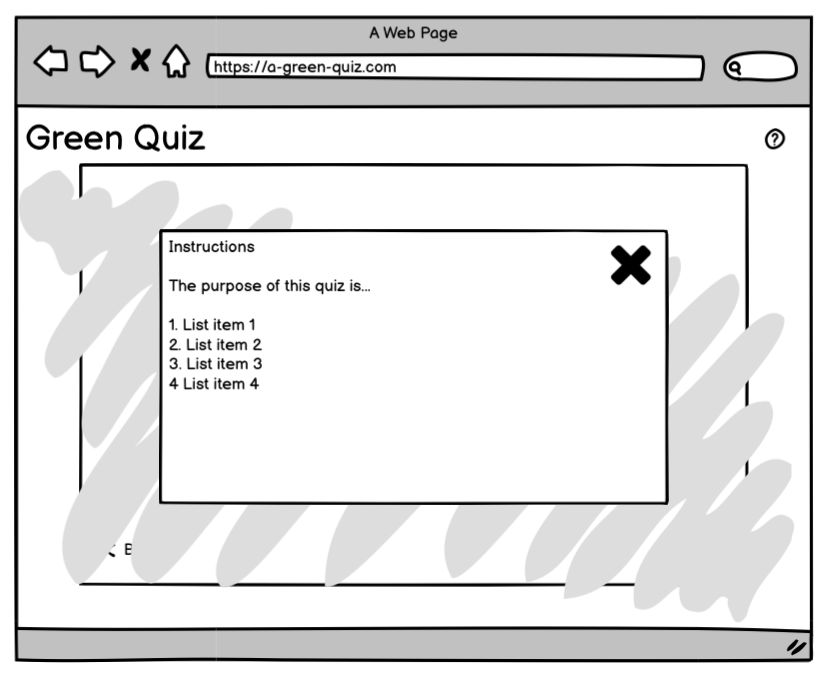 A Web Page
https://a-green-quiz.com
Green Quiz
?
Instructions
The purpose of this quiz is...
1. List item 1
2. List item 2
3. List item 3
4 List item 4
B